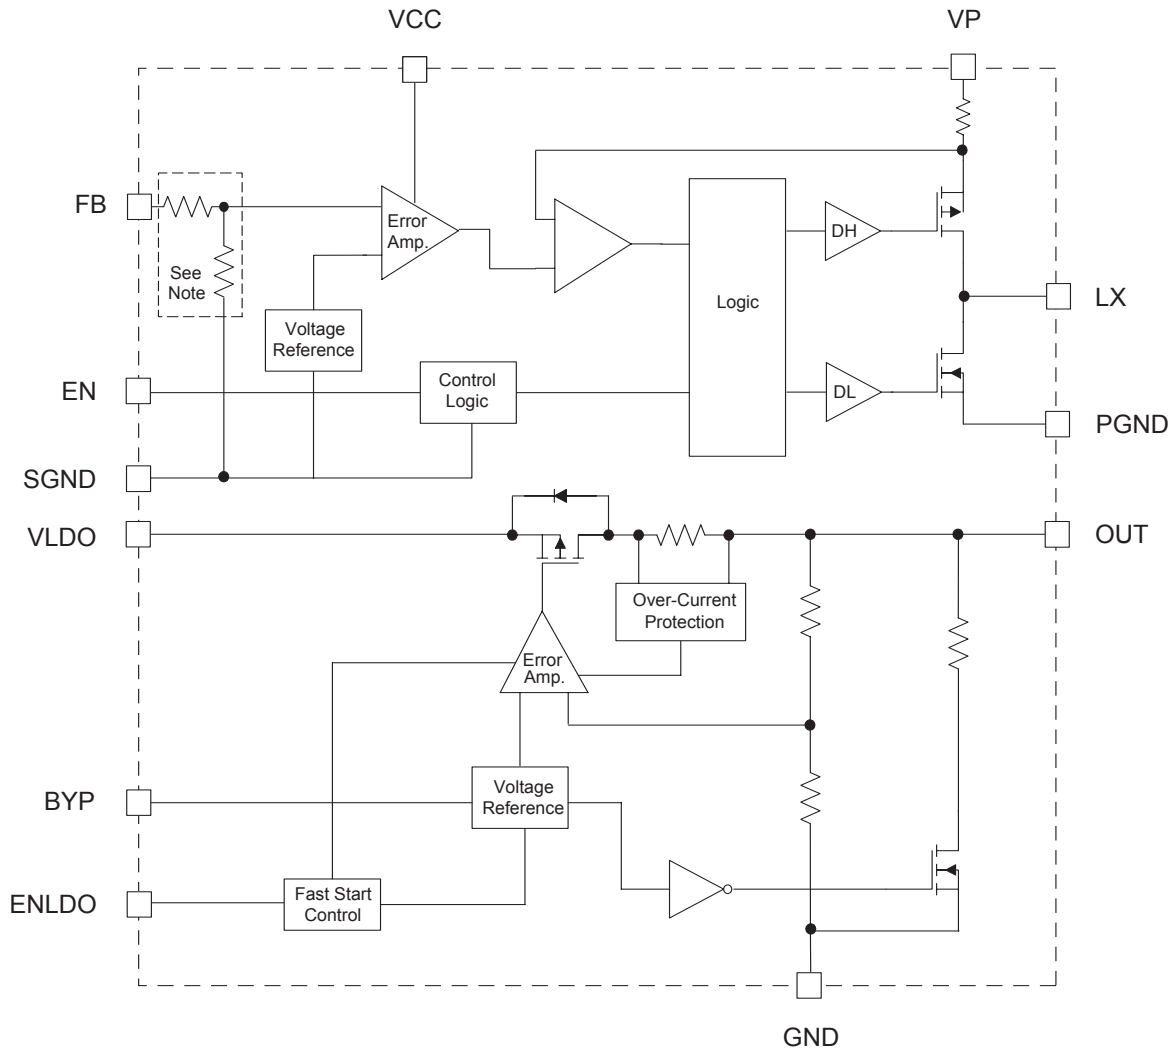 VCC
VP
FB
See
Note
Error
Amp.
DH
Voltage
Reference
Logic
LX
EN
Control
Logic
DL
PGND
SGND
VLDO
OUT
Over-Current
Protection
Error
Amp.
BYP
Voltage
Reference
ENLDO
Fast Start
Control
GND